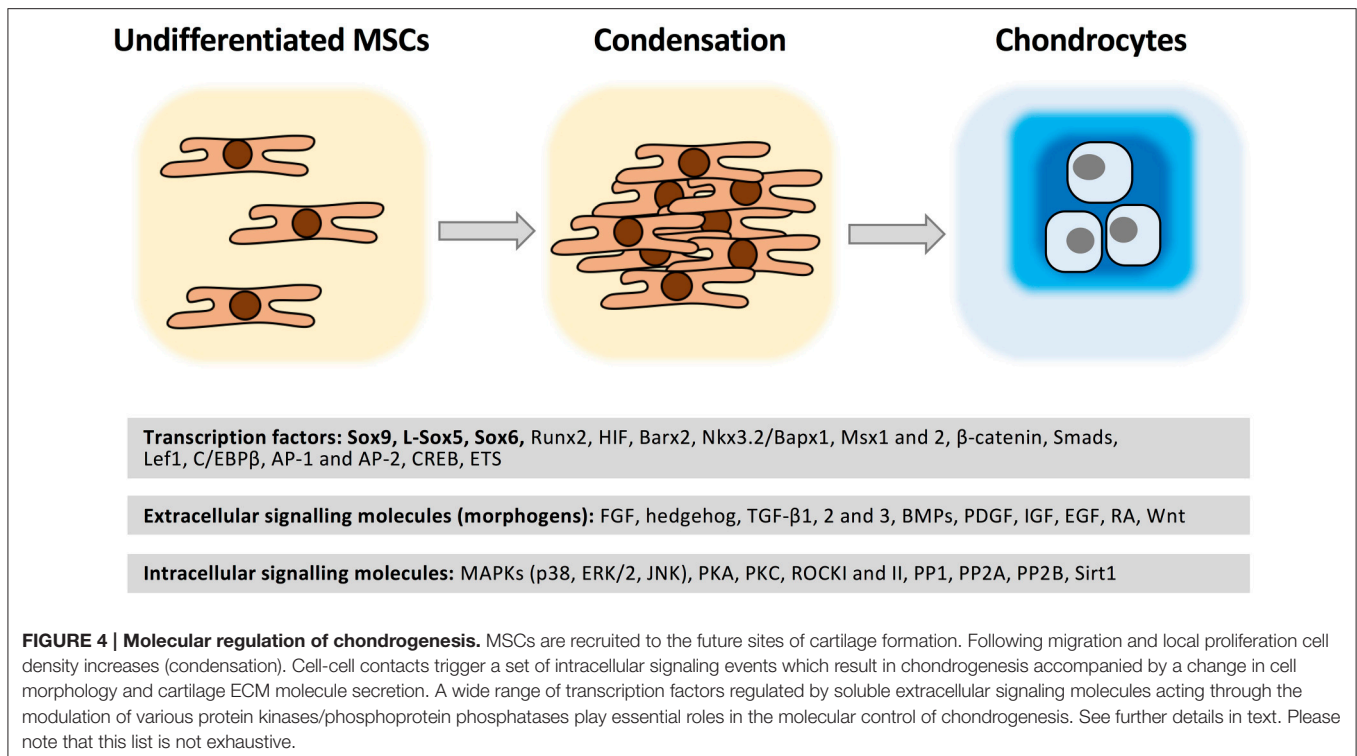 Undifferentiated MSCs
Condensation
Chondrocytes
Transcription factors: Sox9, L-Sox5, Sox6, Runx2, HIF, Barx2, Nkx3.2/Bapx1, Msx1 and 2, β-catenin, Smads,
Lef1, C/EBPβ, AP-1 and AP-2, CREB, ETS
Extracellular signalling molecules (morphogens): FGF, hedgehog, TGF-β1, 2 and 3, BMPs, PDGF, IGF, EGF, RA, Wnt
Intracellular signalling molecules: MAPKs (p38, ERK/2, JNK), PKA, PKC, ROCKI and II, PP1, PP2A, PP2B, Sirt1
FIGURE 4 | Molecular regulation of chondrogenesis. MSCs are recruited to the future sites of cartilage formation. Following migration and local proliferation cell
density increases (condensation). Cell-cell contacts trigger a set of intracellular signaling events which result in chondrogenesis accompanied by a change in cell
morphology and cartilage ECM molecule secretion. A wide range of transcription factors regulated by soluble extracellular signaling molecules acting through the
modulation of various protein kinases/phosphoprotein phosphatases play essential roles in the molecular control of chondrogenesis. See further details in text. Please
note that this list is not exhaustive.